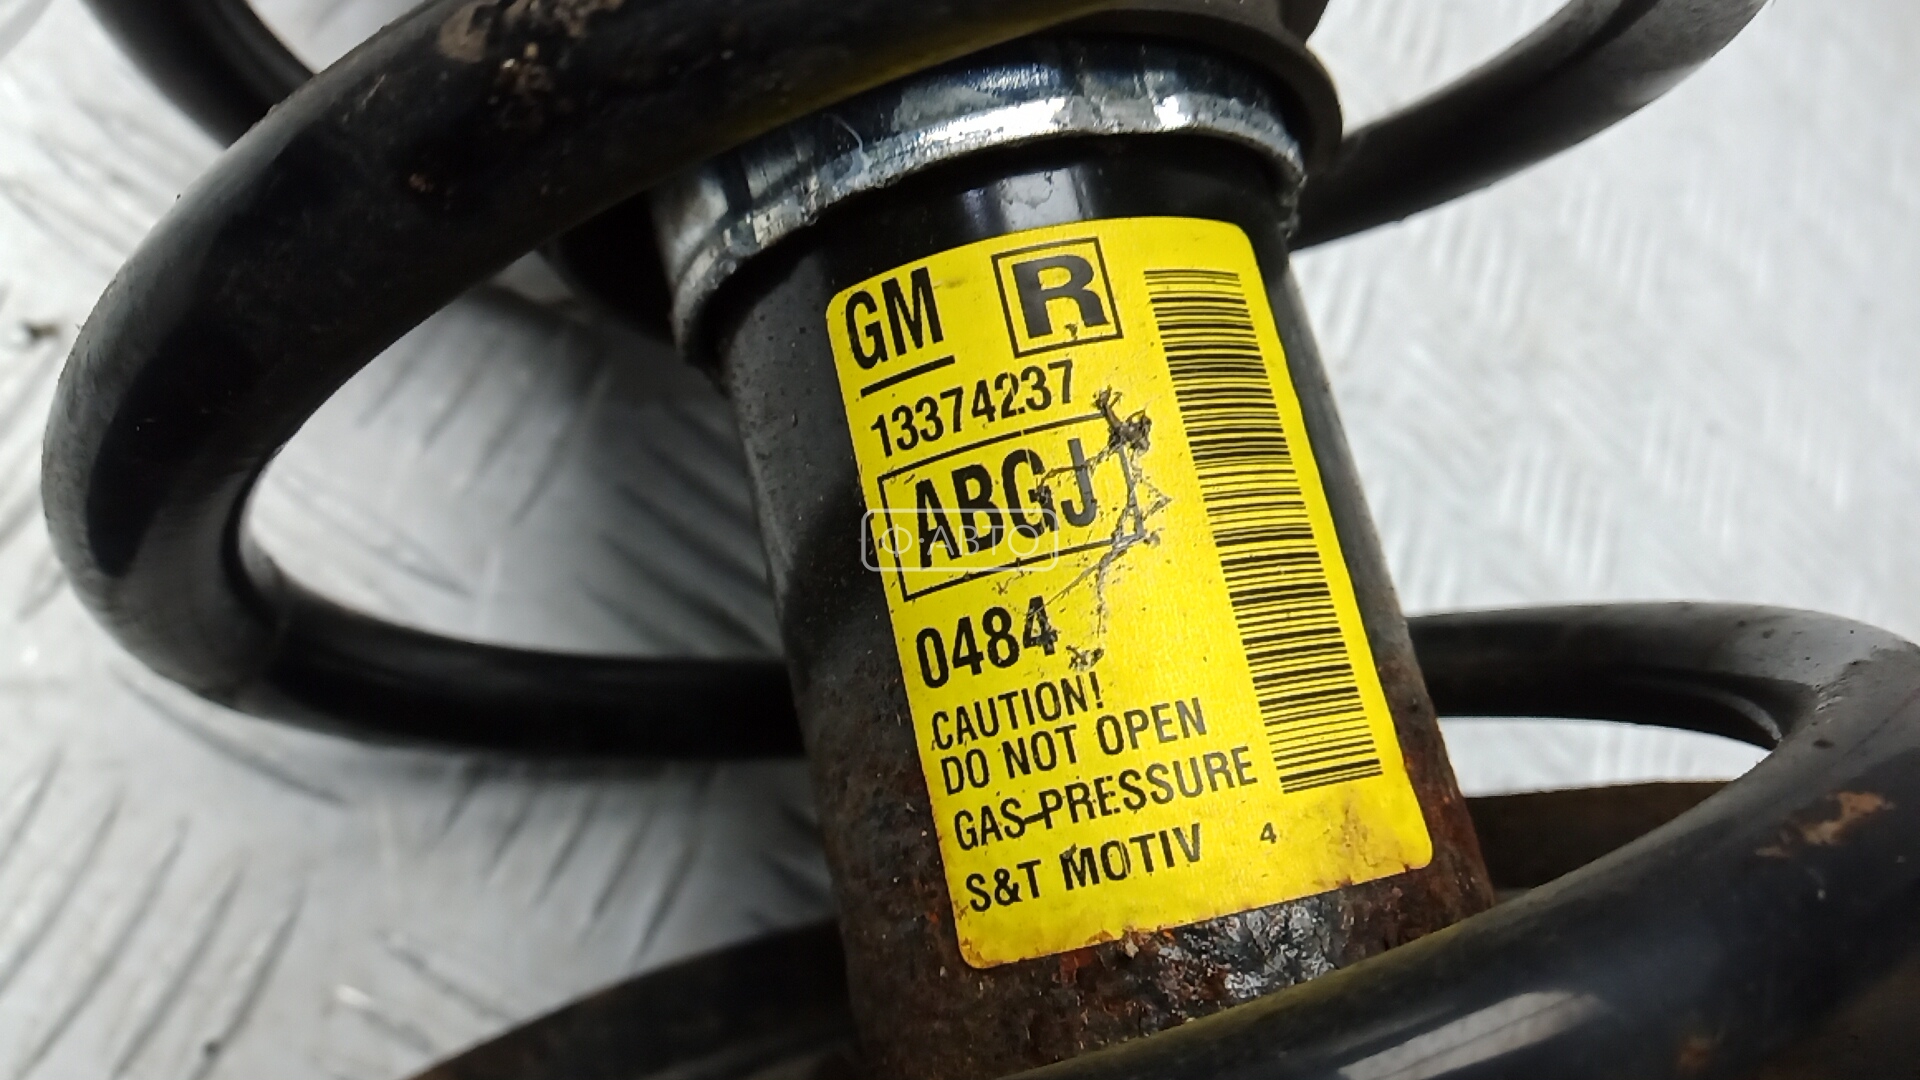 GM R
13374237
ABGJ
Ф·АВТО
0484
CAUTION!
DO NOT OPEN
GAS-PRESSURE
S&T MOTIV 4